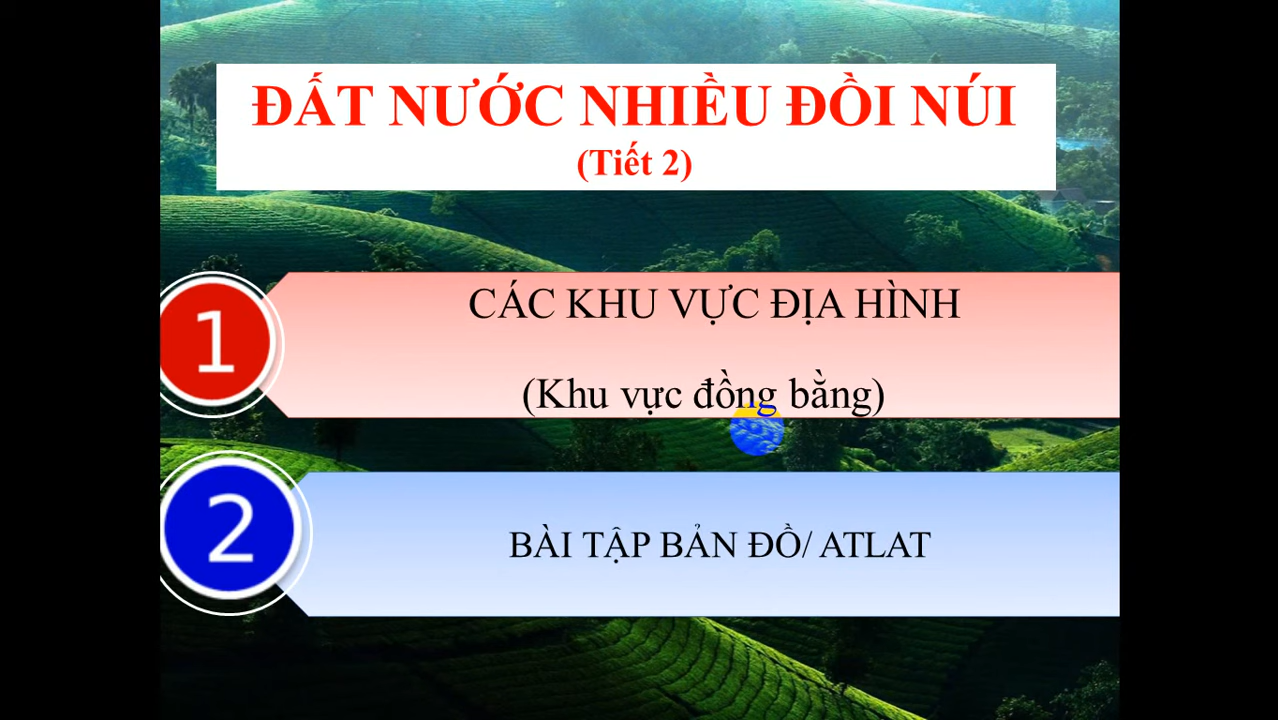 ĐẤT NƯỚC NHIỀU ĐỒI NÚI
(Tiết 2)
1
CÁC KHU VỰC ĐỊA HÌNH
(Khu vực đồng bằng)
2
BÀI TẬP BẢN ĐỒ/ ATLAT